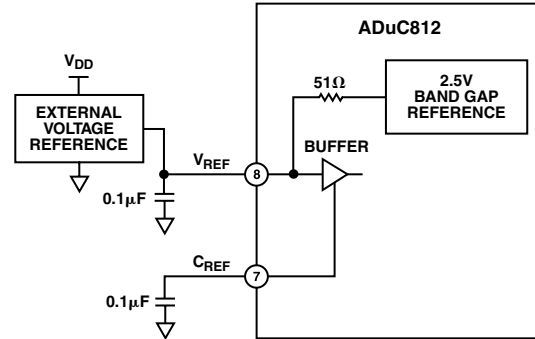 ADuC812
V_DD
51Ω
EXTERNAL
VOLTAGE
REFERENCE
2.5V
BAND GAP
REFERENCE
V_REF
8
BUFFER
0.1μF
C_REF
7
0.1μF